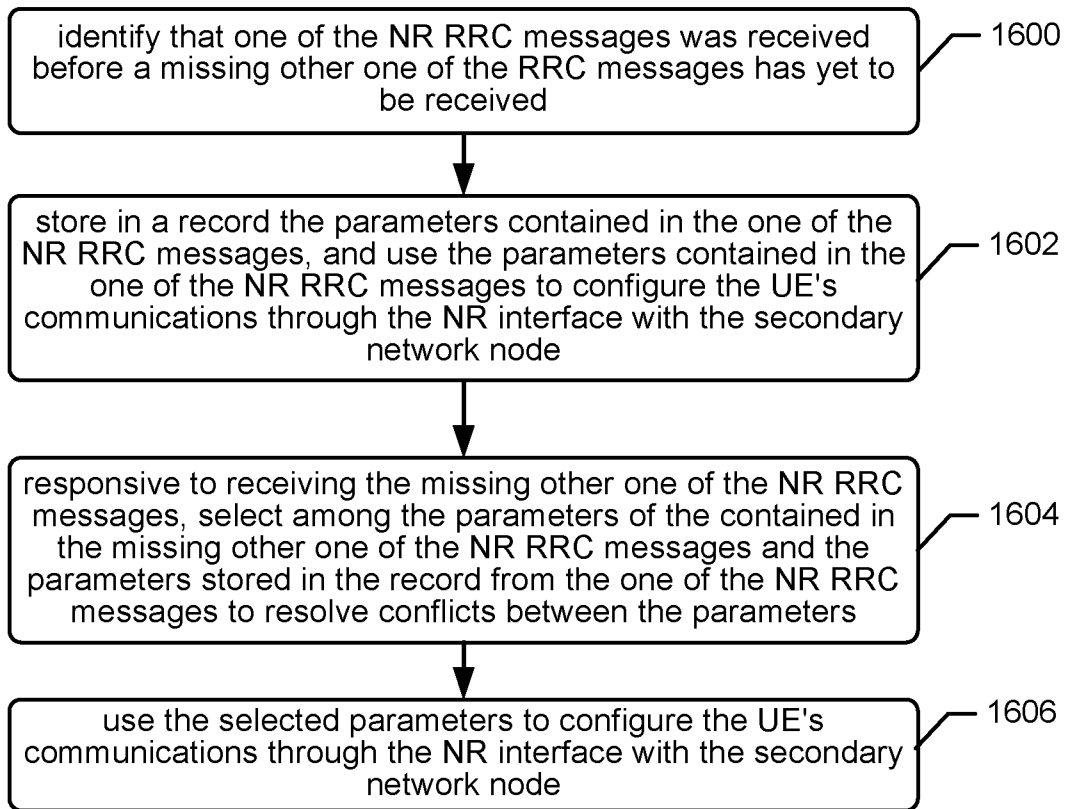 identify that one of the NR RRC messages was received
before a missing other one of the RRC messages has yet to
be received
1600
store in a record the parameters contained in the one of the
NR RRC messages, and use the parameters contained in the
one of the NR RRC messages to configure the UE's
communications through the NR interface with the secondary
network node
1602
responsive to receiving the missing other one of the NR RRC
messages, select among the parameters of the contained in
the missing other one of the NR RRC messages and the
parameters stored in the record from the one of the NR RRC
messages to resolve conflicts between the parameters
1604
use the selected parameters to configure the UE's
communications through the NR interface with the secondary
network node
1606